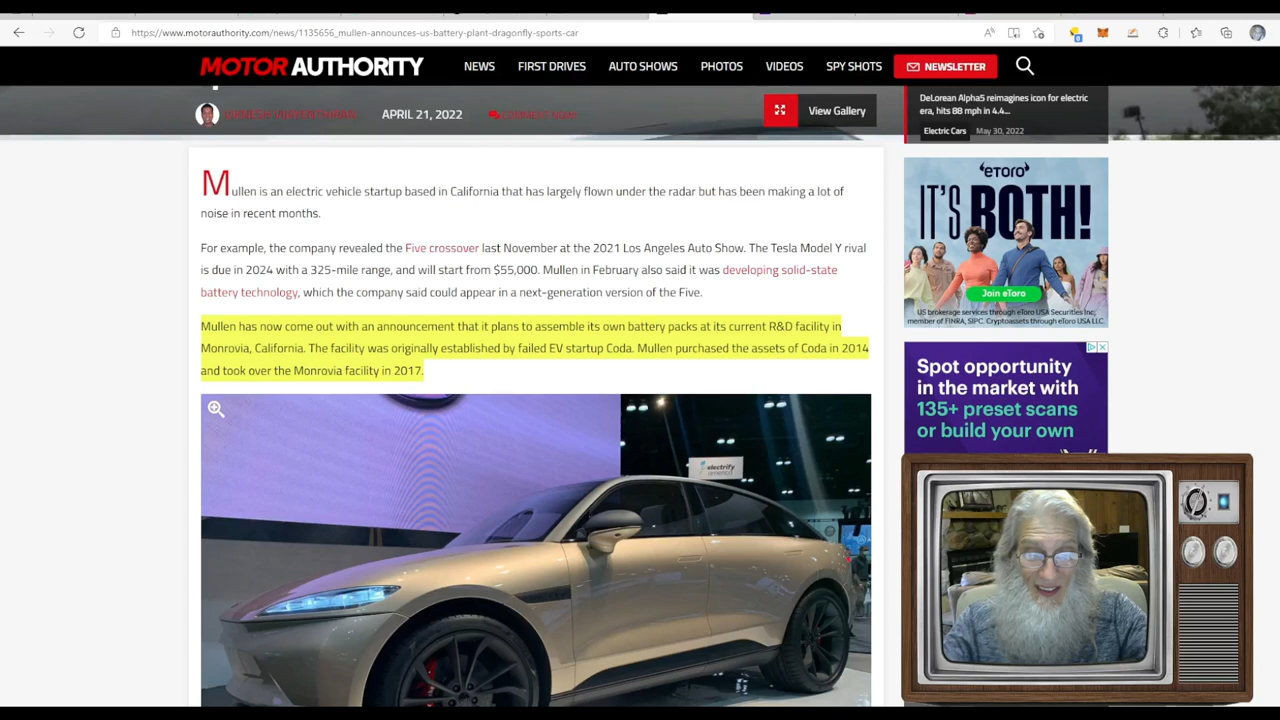 https://www.motorauthority.com/news/1135656_mullen-announces-us-battery-plant-dragonfly-sports-car
MOTOR AUTHORITY
NEWS
FIRST DRIVES
AUTO SHOWS
PHOTOS
VIDEOS
SPY SHOTS
NEWSLETTER
APRIL 21, 2022
COMMENT NOW!
View Gallery
DeLorean Alpha5 reimagines icon for electric
era, hits 88 mph in 4.4...
Electric Cars May 30, 2022
Mullen is an electric vehicle startup based in California that has largely flown under the radar but has been making a lot of
noise in recent months.
For example, the company revealed the Five crossover last November at the 2021 Los Angeles Auto Show. The Tesla Model Y rival
is due in 2024 with a 325-mile range, and will start from $55,000. Mullen in February also said it was developing solid-state
battery technology, which the company said could appear in a next-generation version of the Five.
Mullen has now come out with an announcement that it plans to assemble its own battery packs at its current R&D facility in
Monrovia, California. The facility was originally established by failed EV startup Coda. Mullen purchased the assets of Coda in 2014
and took over the Monrovia facility in 2017.
electrify
america
eToro
IT'S BOTH!
Join eToro
US brokerage services through eToro USA Securities Inc;
member of FINRA, SIPC. Cryptoassets through eToro USA LLC.
Spot opportunity
in the market with
135+ preset scans
or build your own